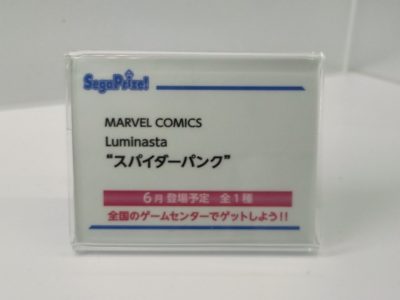 SegaPrize!
MARVEL COMICS
Luminasta
“スパイダーパンク”
6月登場予定 全1種
全国のゲームセンターでゲットしよう!!